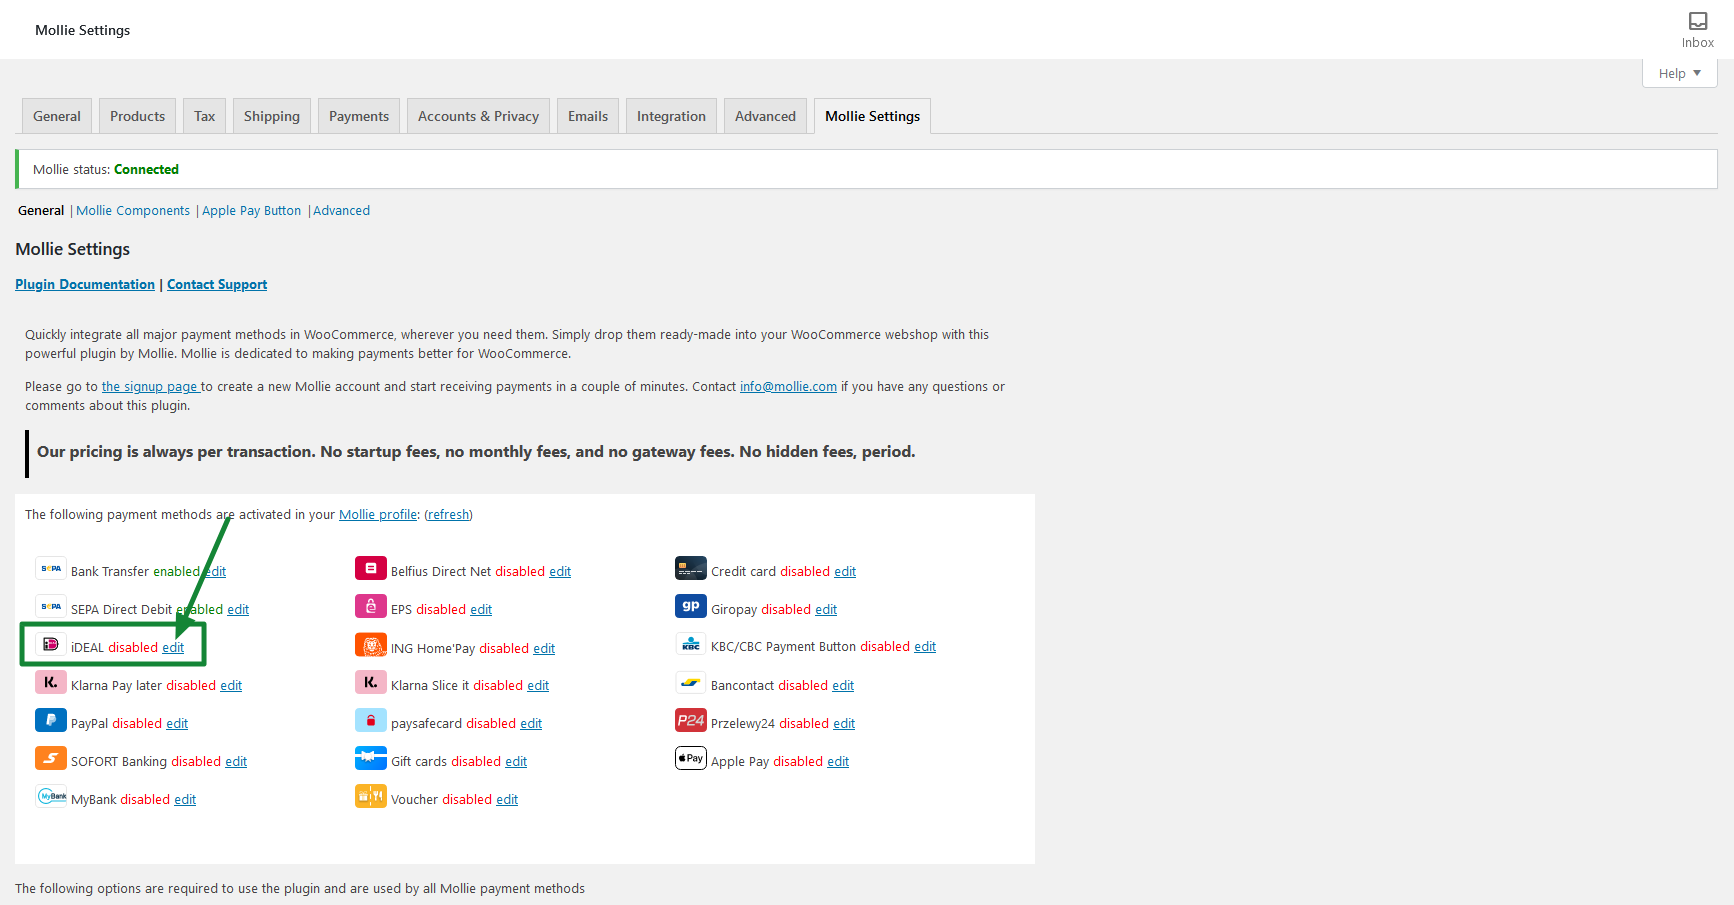 Mollie Settings
Inbox
Help ▼
General Products Tax Shipping Payments Accounts & Privacy Emails Integration Advanced Mollie Settings
Mollie status: Connected
General | Mollie Components | Apple Pay Button | Advanced
Mollie Settings
Plugin Documentation | Contact Support
Quickly integrate all major payment methods in WooCommerce, wherever you need them. Simply drop them ready-made into your WooCommerce webshop with this
powerful plugin by Mollie. Mollie is dedicated to making payments better for WooCommerce.
Please go to the signup page to create a new Mollie account and start receiving payments in a couple of minutes. Contact info@mollie.com if you have any questions or
comments about this plugin.
Our pricing is always per transaction. No startup fees, no monthly fees, and no gateway fees. No hidden fees, period.
The following payment methods are activated in your Mollie profile: (refresh)
SEPA Bank Transfer enabled edit
Belfius Direct Net disabled edit
Credit card disabled edit
SEPA SEPA Direct Debit enabled edit
EPS disabled edit
gp Giropay disabled edit
iDEAL disabled edit
ING Home'Pay disabled edit
KBC KBC/CBC Payment Button disabled edit
K. Klarna Pay later disabled edit
K. Klarna Slice it disabled edit
Bancontact disabled edit
PayPal disabled edit
paysafecard disabled edit
P24 Przelewy24 disabled edit
SOFORT Banking disabled edit
Gift cards disabled edit
Pay Apple Pay disabled edit
MyBank MyBank disabled edit
Voucher disabled edit
The following options are required to use the plugin and are used by all Mollie payment methods